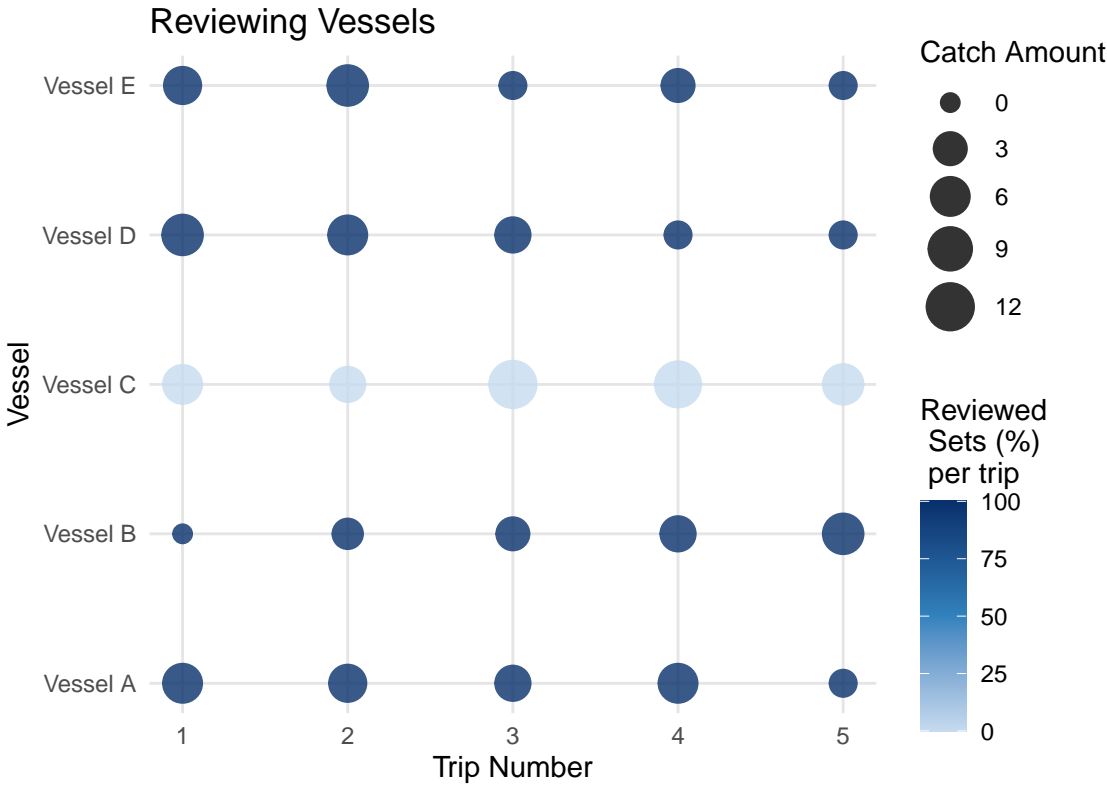 Reviewing Vessels
Vessel E
Vessel D
Vessel C
Vessel B
Vessel A
Vessel
1 2 3 4 5
Trip Number
Catch Amount
0
3
6
9
12
Reviewed
Sets (%)
per trip
100
75
50
25
0